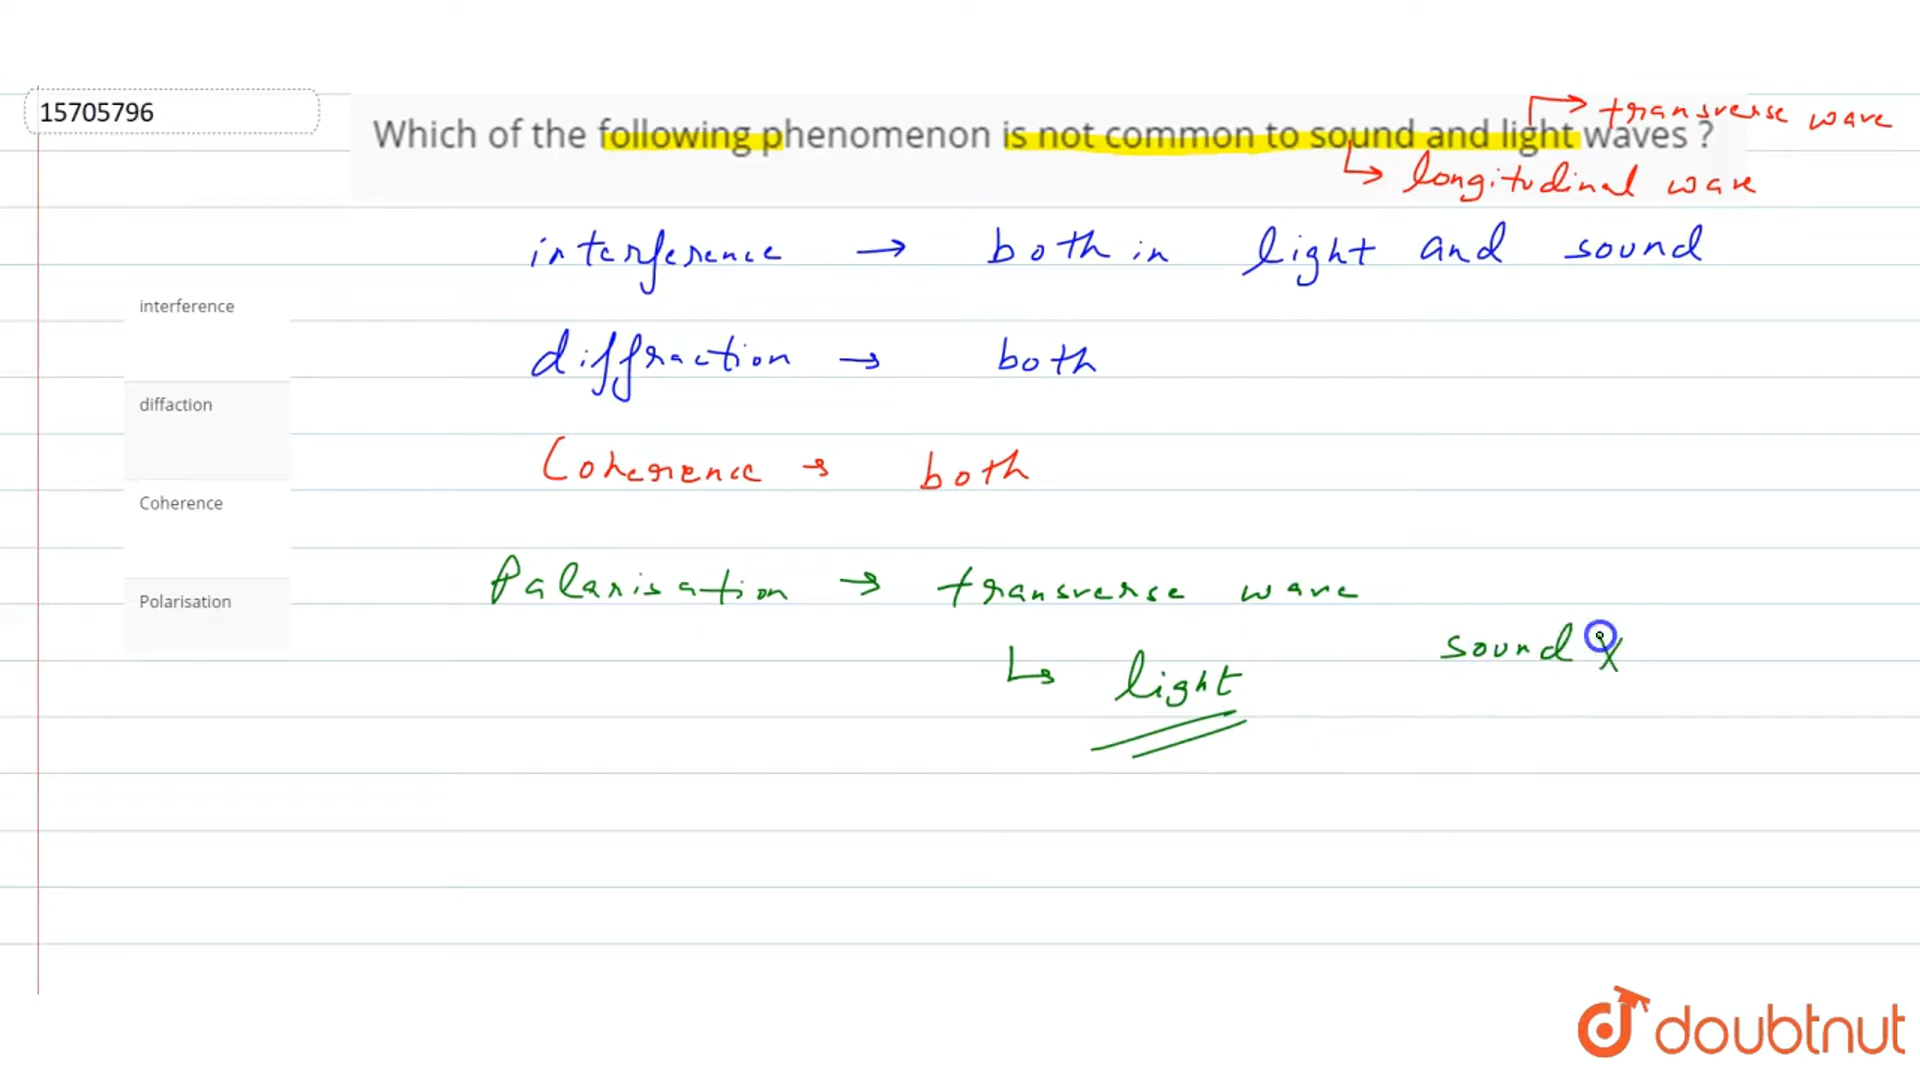 15705796
Which of the following phenomenon is not common to sound and light waves ?
transverse wave
longitudinal wave
interference → both in light and sound
interference
diffraction → both
diffaction
Coherence → both
Coherence
Palarisation → transverse wave
Polarisation
sound X
↳ light
doubtnut